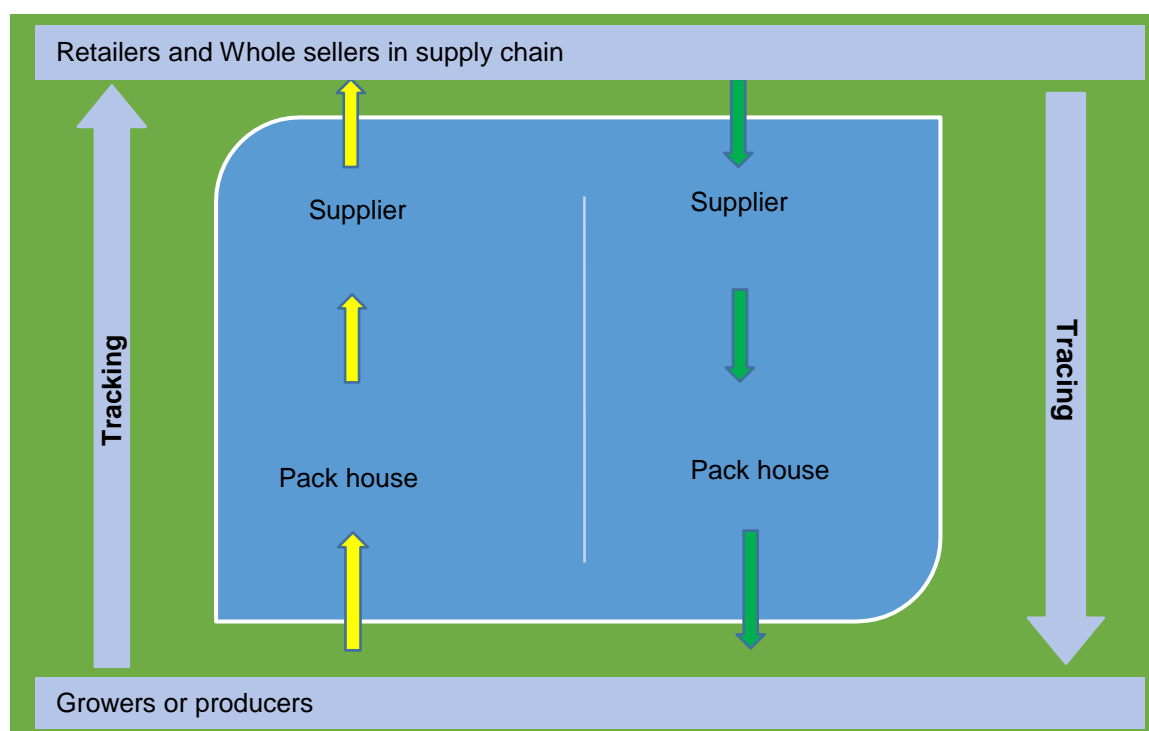 Retailers and Whole sellers in supply chain
Supplier
Supplier
Tracking
Tracing
Pack house
Pack house
Growers or producers